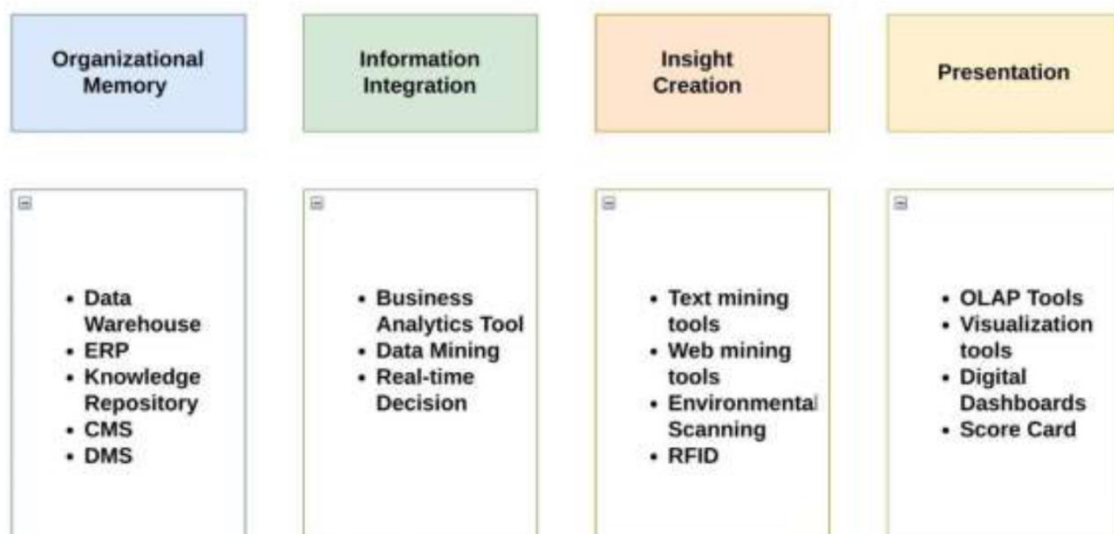 Organizational
Memory
Information
Integration
Insight
Creation
Presentation
• Data
Warehouse
• ERP
• Knowledge
Repository
• CMS
• DMS
• Business
Analytics Tool
• Data Mining
• Real-time
Decision
• Text mining
tools
• Web mining
tools
• Environmental
Scanning
• RFID
• OLAP Tools
• Visualization
tools
• Digital
Dashboards
• Score Card